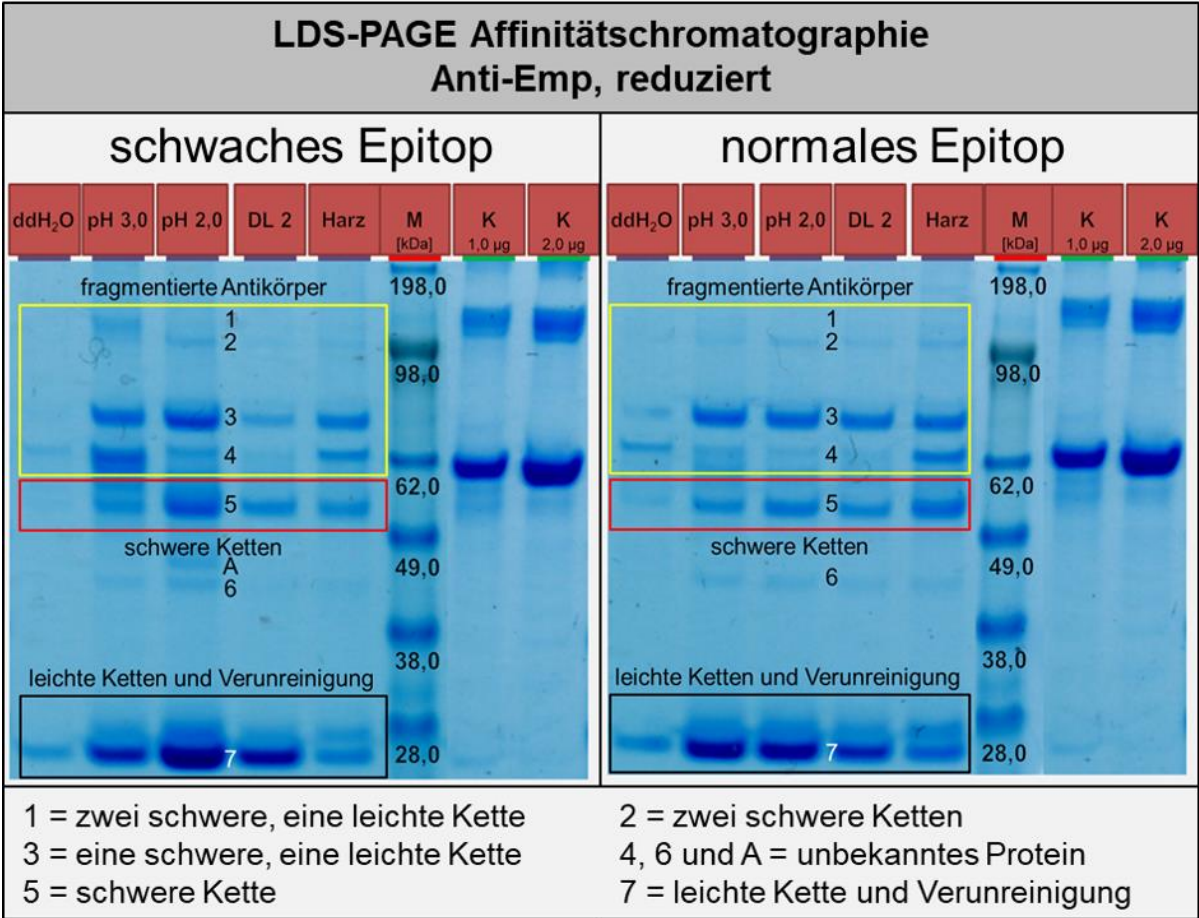 LDS-PAGE Affinitätschromatographie
Anti-Emp, reduziert
schwaches Epitop
normales Epitop
ddH₂O pH 3,0 pH 2,0 DL 2 Harz M [kDa] K 1,0 µg K 2,0 µg
ddH₂O pH 3,0 pH 2,0 DL 2 Harz M [kDa] K 1,0 µg K 2,0 µg
fragmentierte Antikörper
198,0
1
2
98,0
3
4
62,0
5
schwere Ketten
A
49,0
6
38,0
leichte Ketten und Verunreinigung
7
28,0
fragmentierte Antikörper
198,0
1
2
98,0
3
4
62,0
5
schwere Ketten
49,0
6
38,0
leichte Ketten und Verunreinigung
7
28,0
1 = zwei schwere, eine leichte Kette
2 = zwei schwere Ketten
3 = eine schwere, eine leichte Kette
4, 6 und A = unbekanntes Protein
5 = schwere Kette
7 = leichte Kette und Verunreinigung